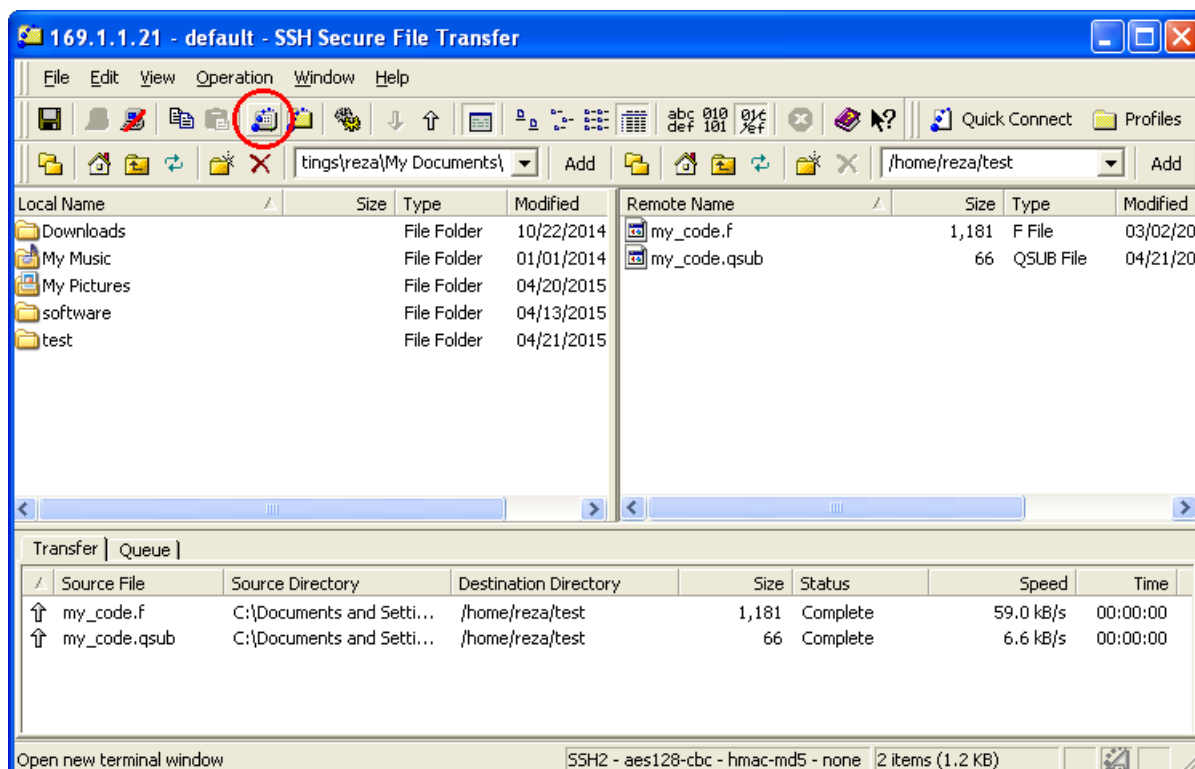 169.1.1.21 - default - SSH Secure File Transfer
File Edit View Operation Window Help
abc def 010 101 Quick Connect Profiles
tings\reza\My Documents\ Add /home/reza/test Add
Local Name Size Type Modified Remote Name Size Type Modified
Downloads File Folder 10/22/2014 my_code.f 1,181 F File 03/02/20
My Music File Folder 01/01/2014 my_code.qsub 66 QSUB File 04/21/20
My Pictures File Folder 04/20/2015
software File Folder 04/13/2015
test File Folder 04/21/2015
Transfer Queue
Source File Source Directory Destination Directory Size Status Speed Time
my_code.f C:\Documents and Setti... /home/reza/test 1,181 Complete 59.0 kB/s 00:00:00
my_code.qsub C:\Documents and Setti... /home/reza/test 66 Complete 6.6 kB/s 00:00:00
Open new terminal window SSH2 - aes128-cbc - hmac-md5 - none 2 items (1.2 KB)